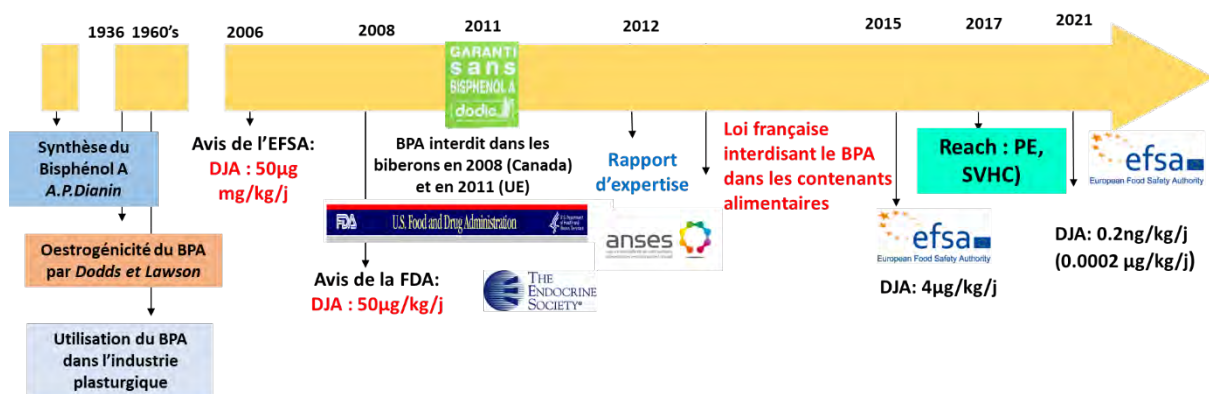 1936 1960's
2006
2008
2011
2012
2015
2017
2021
GARANTI
sans
BISPHENOL A
dodie
Synthèse du
Bisphénol A
A.P.Dianin
Oestrogénicité du BPA
par Dodds et Lawson
Utilisation du BPA
dans l'industrie
plasturgique
Avis de l'EFSA:
DJA: 50µg
mg/kg/j
BPA interdit dans les
biberons en 2008 (Canada)
et en 2011 (UE)
FDA U.S. Food and Drug Administration
Avis de la FDA:
DJA : 50µg/kg/j
THE
ENDOCRINE
SOCIETY®
Rapport
d'expertise
anses
Loi française
interdisant le BPA
dans les contenants
alimentaires
efsa
European Food Safety Authority
DJA: 4µg/kg/j
Reach : PE,
SVHC)
efsa
European Food Safety Authority
DJA: 0.2ng/kg/j
(0.0002 µg/kg/j)